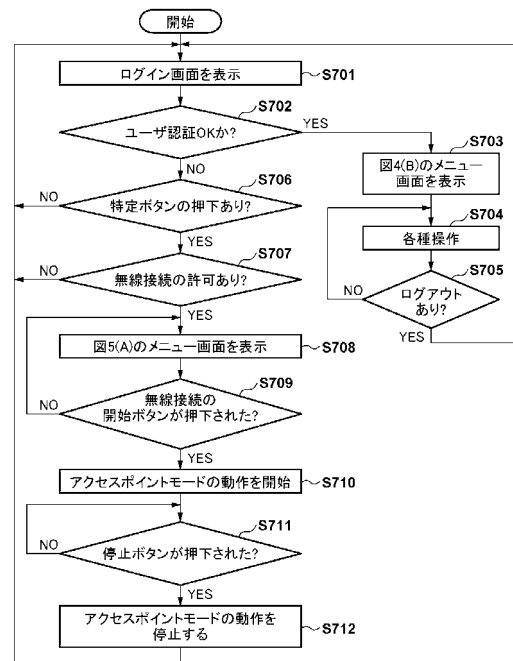 開始
ログイン画面を表示
S701
S702
ユーザ認証OKか?
YES
NO
S703
図4(B)のメニュー
画面を表示
S706
特定ボタンの押下あり?
NO
YES
S704
各種操作
S707
無線接続の許可あり?
NO
YES
S705
ログアウト
あり?
NO
YES
図5(A)のメニュー画面を表示
S708
S709
無線接続の
開始ボタンが押下された?
NO
YES
アクセスポイントモードの動作を開始
S710
S711
停止ボタンが押下された?
NO
YES
アクセスポイントモードの動作を
停止する
S712